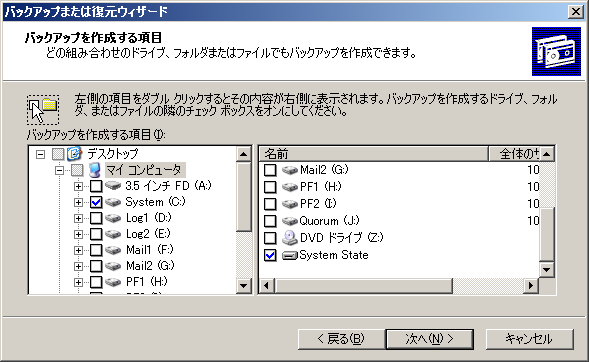 バックアップまたは復元ウィザード
バックアップを作成する項目
どの組み合わせのドライブ、フォルダまたはファイルでもバックアップを作成できます。
左側の項目をダブル クリックするとその内容が右側に表示されます。バックアップを作成するドライブ、フォル
ダ、またはファイルの隣のチェック ボックスをオンにしてください。
バックアップを作成する項目(I):
デスクトップ
マイ コンピュータ
3.5 インチ FD (A:)
System (C:)
Log1 (D:)
Log2 (E:)
Mail1 (F:)
Mail2 (G:)
PF1 (H:)
名前 全体の
Mail2 (G:) 10
PF1 (H:) 10
PF2 (I:) 10
Quorum (J:) 10
DVD ドライブ (Z:)
System State
< 戻る(B)
次へ(N) >
キャンセル